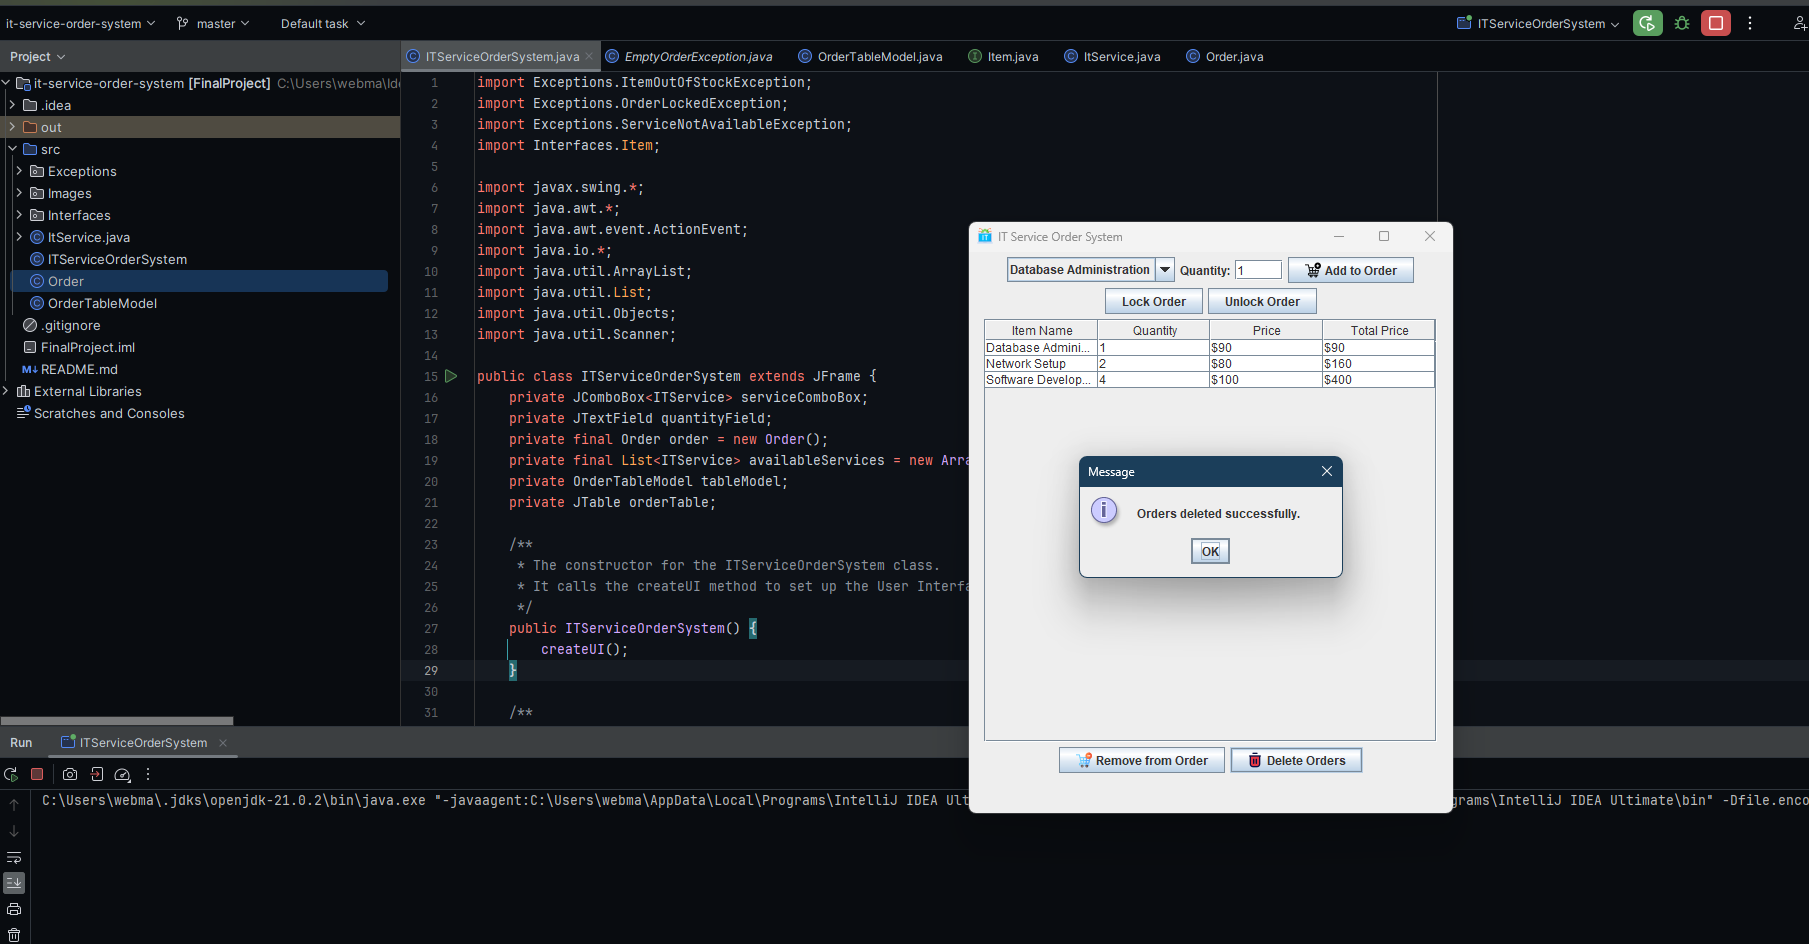 it-service-order-system
master
Default task
ITServiceOrderSystem
Project
ITServiceOrderSystem.java
EmptyOrderException.java
OrderTableModel.java
Item.java
ItService.java
Order.java
it-service-order-system [FinalProject] C:\Users\webma\Ide
.idea
out
src
Exceptions
Images
Interfaces
ItService.java
ITServiceOrderSystem
Order
OrderTableModel
.gitignore
FinalProject.iml
M↓ README.md
External Libraries
Scratches and Consoles
1 import Exceptions.ItemOutOfStockException;
2 import Exceptions.OrderLockedException;
3 import Exceptions.ServiceNotAvailableException;
4 import Interfaces.Item;
5
6 import javax.swing.*;
7 import java.awt.*;
8 import java.awt.event.ActionEvent;
9 import java.io.*;
10 import java.util.ArrayList;
11 import java.util.List;
12 import java.util.Objects;
13 import java.util.Scanner;
14
15 public class ITServiceOrderSystem extends JFrame {
16 private JComboBox<ITService> serviceComboBox;
17 private JTextField quantityField;
18 private final Order order = new Order();
19 private final List<ITService> availableServices = new Arra
20 private OrderTableModel tableModel;
21 private JTable orderTable;
22
23 /**
24 * The constructor for the ITServiceOrderSystem class.
25 * It calls the createUI method to set up the User Interfa
26 */
27 public ITServiceOrderSystem() {
28 createUI();
29 }
30
31 /**
IT Service Order System
Database Administration Quantity: 1 Add to Order
Lock Order Unlock Order
Item Name Quantity Price Total Price
Database Admini... 1 $90 $90
Network Setup 2 $80 $160
Software Develop... 4 $100 $400
Message
Orders deleted successfully.
OK
Remove from Order Delete Orders
Run ITServiceOrderSystem
C:\Users\webma\.jdks\openjdk-21.0.2\bin\java.exe "-javaagent:C:\Users\webma\AppData\Local\Programs\IntelliJ IDEA Ult
grams\IntelliJ IDEA Ultimate\bin" -Dfile.enco